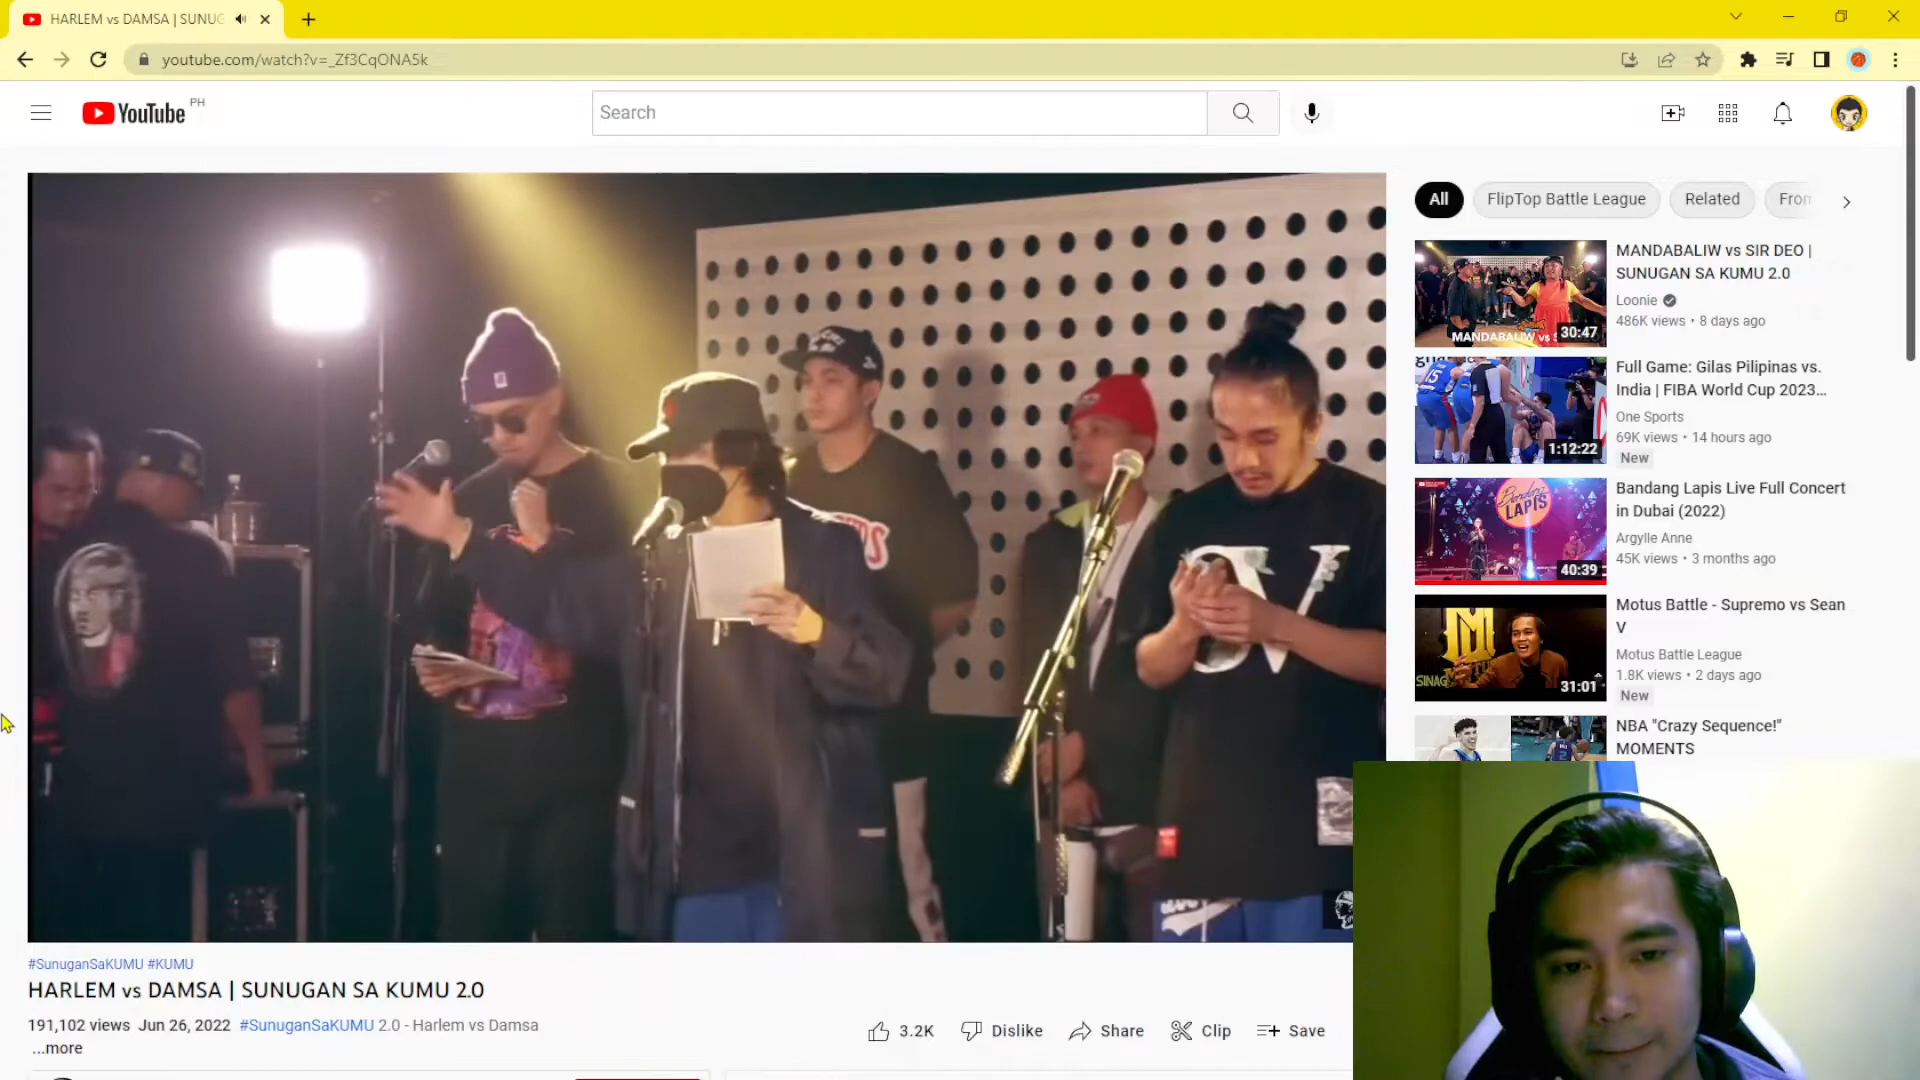 HARLEM vs DAMSA | SUNUG
youtube.com/watch?v=_Zf3CqONA5k
YouTube PH
Search
All
FlipTop Battle League
Related
From
MANDABALIW vs SIR DEO |
SUNUGAN SA KUMU 2.0
Loonie
486K views • 8 days ago
MANDABALIW vs S
30:47
Full Game: Gilas Pilipinas vs.
India | FIBA World Cup 2023...
One Sports
69K views • 14 hours ago
New
15
1:12:22
Bandang Lapis Live Full Concert
in Dubai (2022)
Argylle Anne
45K views • 3 months ago
LAPIS
40:39
Motus Battle - Supremo vs Sean
V
Motus Battle League
1.8K views • 2 days ago
New
SINAG
31:01
NBA "Crazy Sequence!"
MOMENTS
#SunuganSaKUMU #KUMU
HARLEM vs DAMSA | SUNUGAN SA KUMU 2.0
191,102 views Jun 26, 2022 #SunuganSaKUMU 2.0 - Harlem vs Damsa
...more
3.2K
Dislike
Share
Clip
Save